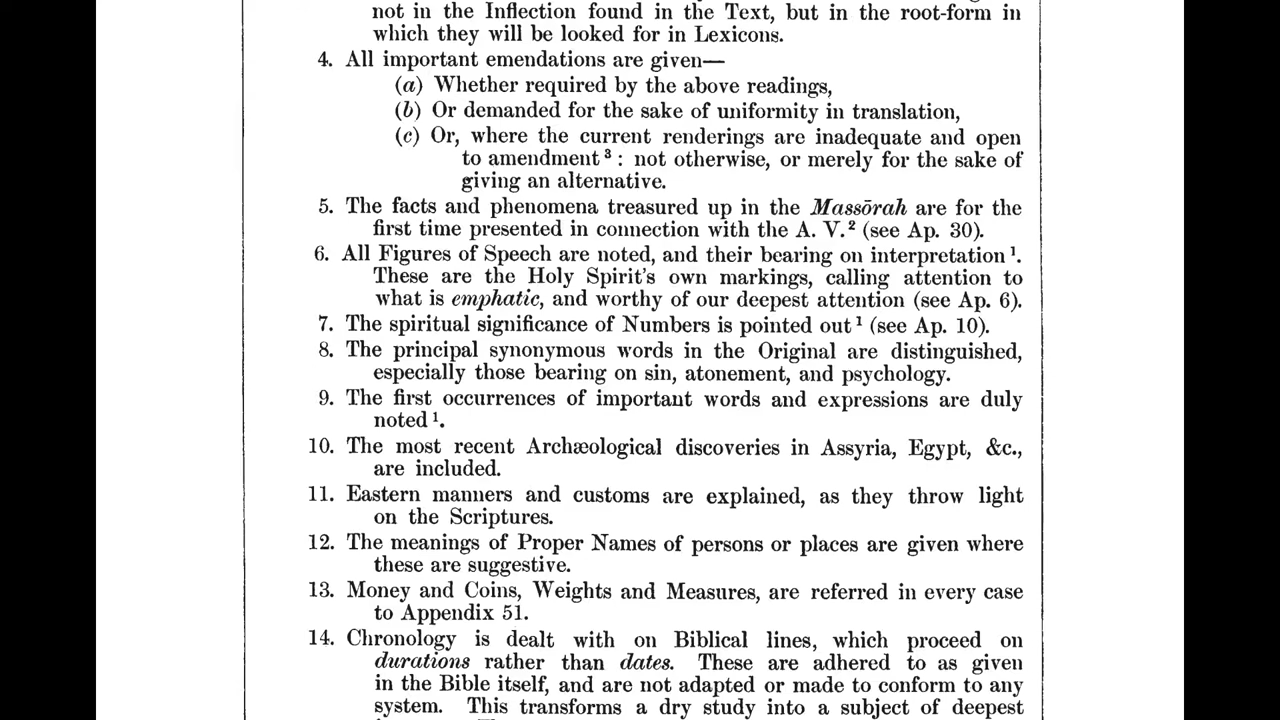 not in the Inflection found in the Text, but in the root-form in
which they will be looked for in Lexicons.
4. All important emendations are given—
(a) Whether required by the above readings,
(b) Or demanded for the sake of uniformity in translation,
(c) Or, where the current renderings are inadequate and open
to amendment ³ : not otherwise, or merely for the sake of
giving an alternative.
5. The facts and phenomena treasured up in the Massōrah are for the
first time presented in connection with the A. V.² (see Ap. 30).
6. All Figures of Speech are noted, and their bearing on interpretation ¹.
These are the Holy Spirit's own markings, calling attention to
what is emphatic, and worthy of our deepest attention (see Ap. 6).
7. The spiritual significance of Numbers is pointed out ¹ (see Ap. 10).
8. The principal synonymous words in the Original are distinguished,
especially those bearing on sin, atonement, and psychology.
9. The first occurrences of important words and expressions are duly
noted ¹.
10. The most recent Archæological discoveries in Assyria, Egypt, &c.,
are included.
11. Eastern manners and customs are explained, as they throw light
on the Scriptures.
12. The meanings of Proper Names of persons or places are given where
these are suggestive.
13. Money and Coins, Weights and Measures, are referred in every case
to Appendix 51.
14. Chronology is dealt with on Biblical lines, which proceed on
durations rather than dates. These are adhered to as given
in the Bible itself, and are not adapted or made to conform to any
system. This transforms a dry study into a subject of deepest